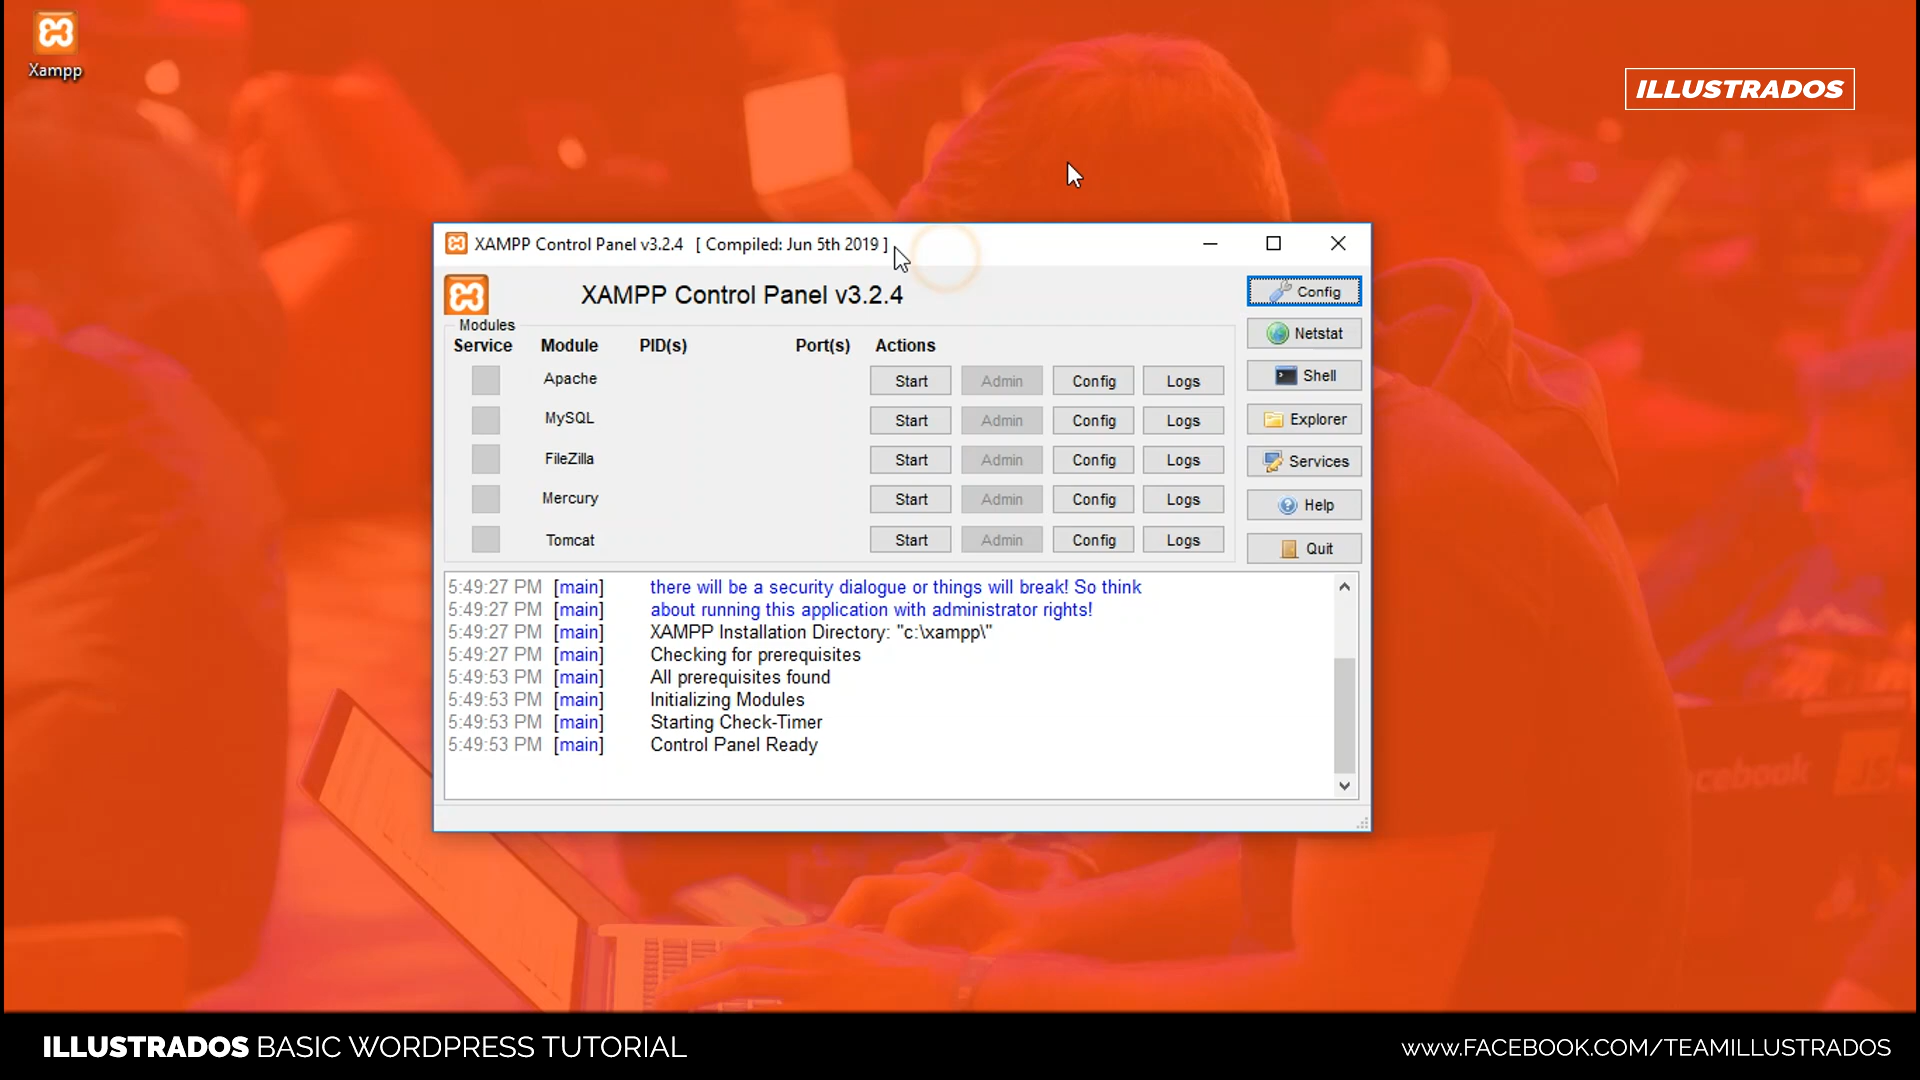 Xampp
ILLUSTRADOS
XAMPP Control Panel v3.2.4 [ Compiled: Jun 5th 2019 ]
XAMPP Control Panel v3.2.4
Config
Modules
Service Module PID(s) Port(s) Actions
Netstat
Apache Start Admin Config Logs
Shell
MySQL Start Admin Config Logs
Explorer
FileZilla Start Admin Config Logs
Services
Mercury Start Admin Config Logs
Help
Tomcat Start Admin Config Logs
Quit
5:49:27 PM [main] there will be a security dialogue or things will break! So think
5:49:27 PM [main] about running this application with administrator rights!
5:49:27 PM [main] XAMPP Installation Directory: "c:\xampp\"
5:49:27 PM [main] Checking for prerequisites
5:49:53 PM [main] All prerequisites found
5:49:53 PM [main] Initializing Modules
5:49:53 PM [main] Starting Check-Timer
5:49:53 PM [main] Control Panel Ready
ILLUSTRADOS BASIC WORDPRESS TUTORIAL
WWW.FACEBOOK.COM/TEAMILLUSTRADOS